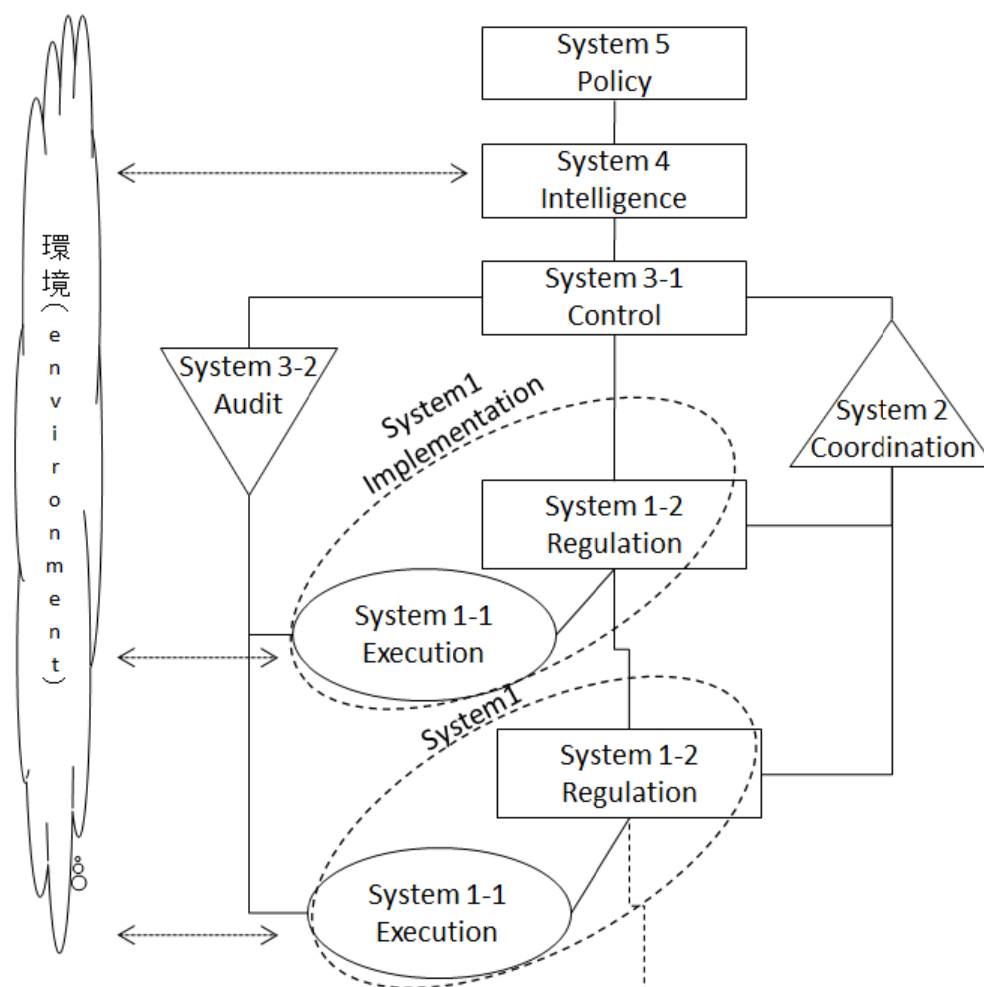 System 5
Policy
System 4
Intelligence
環境(environment)
System 3-1
Control
System 3-2
Audit
System1
Implementation
System 2
Coordination
System 1-2
Regulation
System 1-1
Execution
System1
System 1-2
Regulation
System 1-1
Execution